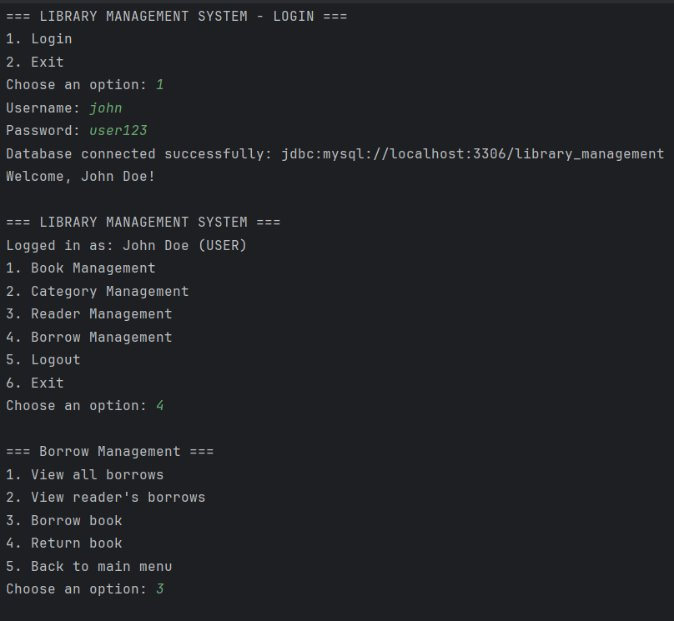 === LIBRARY MANAGEMENT SYSTEM - LOGIN ===
1. Login
2. Exit
Choose an option: 1
Username: john
Password: user123
Database connected successfully: jdbc:mysql://localhost:3306/library_management
Welcome, John Doe!
=== LIBRARY MANAGEMENT SYSTEM ===
Logged in as: John Doe (USER)
1. Book Management
2. Category Management
3. Reader Management
4. Borrow Management
5. Logout
6. Exit
Choose an option: 4
=== Borrow Management ===
1. View all borrows
2. View reader's borrows
3. Borrow book
4. Return book
5. Back to main menu
Choose an option: 3